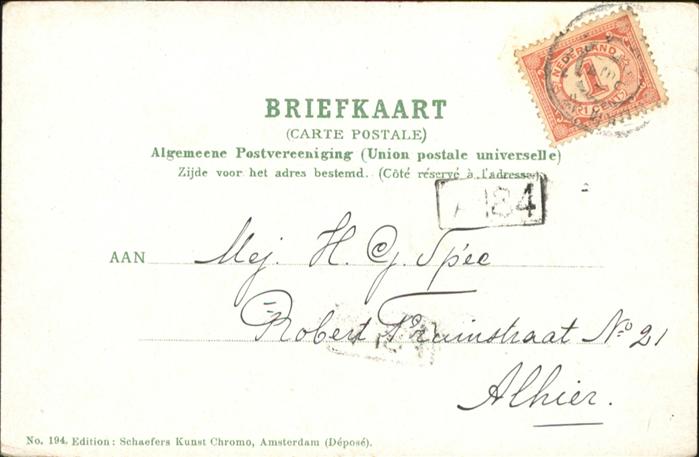 NEDERLAND
1
BRIEFKAART
(CARTE POSTALE)
Algemeene Postvereeniging (Union postale universelle)
Zijde voor het adres bestemd. (Côté réservé à l'adresse.)
184
AAN Mej. H. G. Spée
Robert Fruinstraat No 21
Alhier.
No. 194. Edition: Schaefers Kunst Chromo, Amsterdam (Déposé).